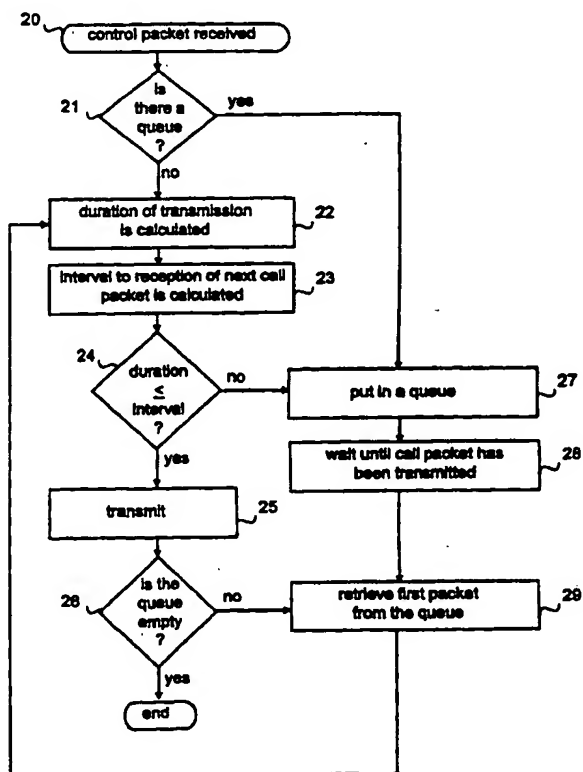 20
control packet received
21
is
there a
queue
?
yes
no
duration of transmission
is calculated
22
interval to reception of next call
packet is calculated
23
24
duration
≤
interval
?
no
yes
put in a queue
27
wait until call packet has
been transmitted
28
transmit
25
26
is the
queue
empty
?
no
yes
retrieve first packet
from the queue
29
end